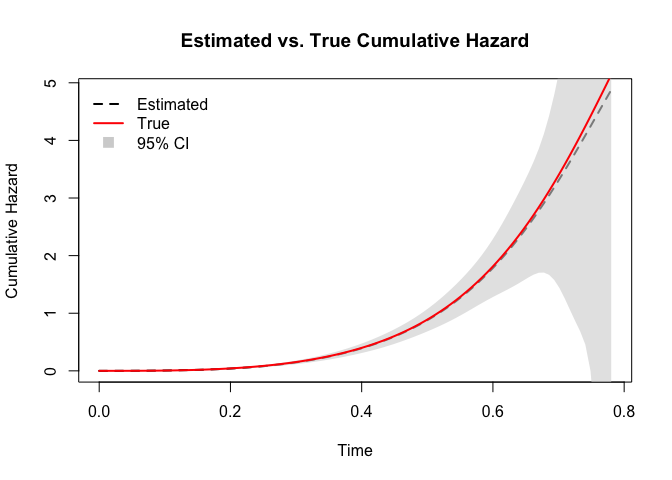 Estimated vs. True Cumulative Hazard
Estimated
True
95% CI
Cumulative Hazard
5
4
3
2
1
0
0.0 0.2 0.4 0.6 0.8
Time